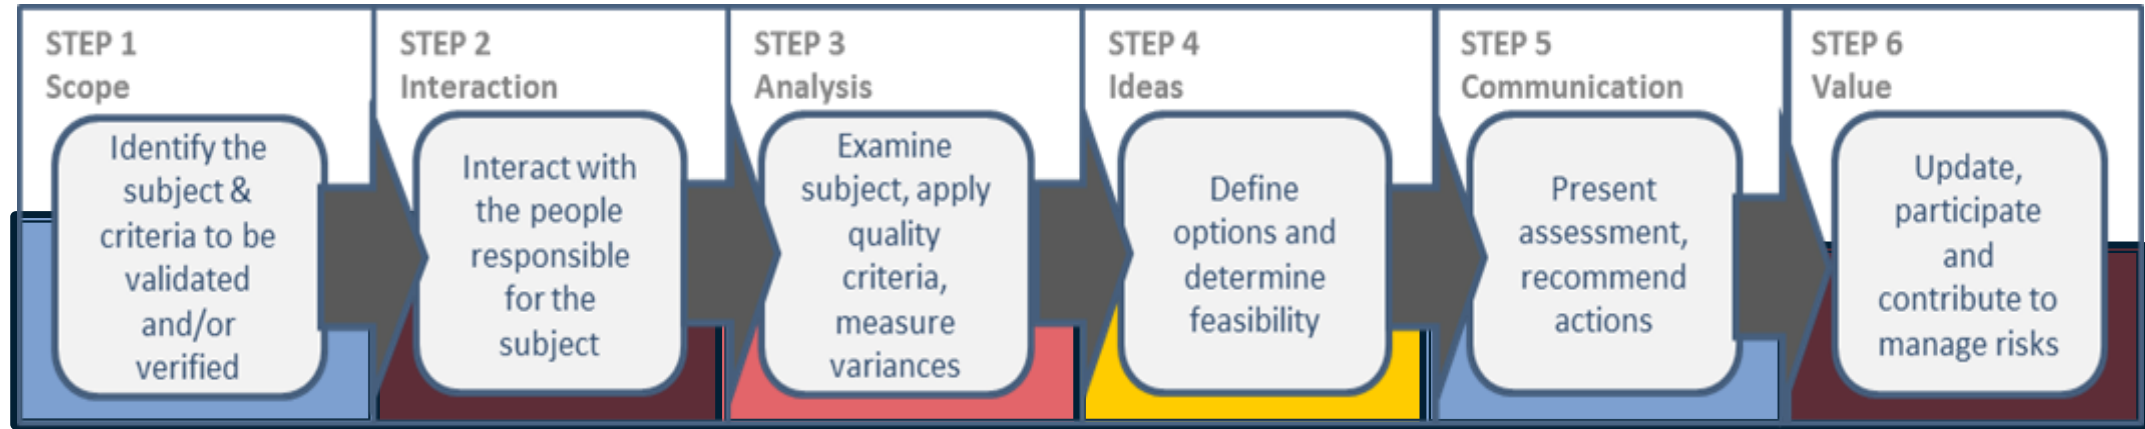 STEP 1
Scope
Identify the
subject &
criteria to be
validated
and/or
verified
STEP 2
Interaction
Interact with
the people
responsible
for the
subject
STEP 3
Analysis
Examine
subject, apply
quality
criteria,
measure
variances
STEP 4
Ideas
Define
options and
determine
feasibility
STEP 5
Communication
Present
assessment,
recommend
actions
STEP 6
Value
Update,
participate
and
contribute to
manage risks